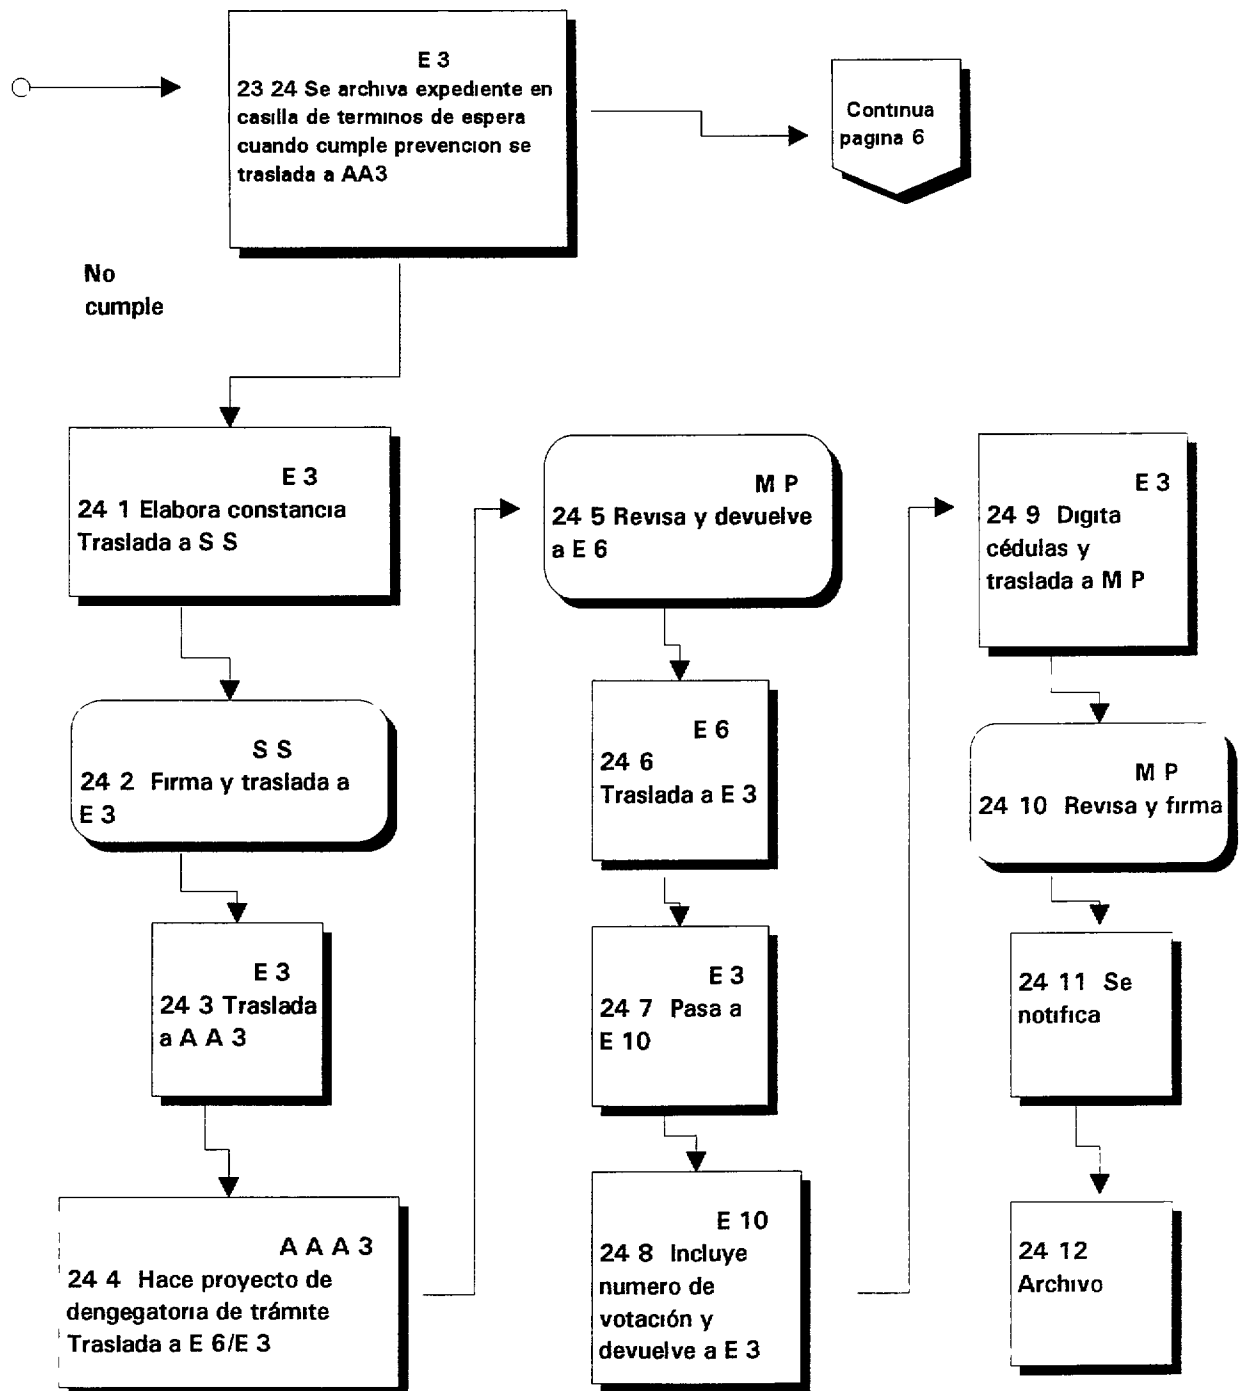 E 3
23 24 Se archiva expediente en
casilla de terminos de espera
cuando cumple prevencion se
traslada a AA3
Continua
pagina 6
No
cumple
E 3
24 1 Elabora constancia
Traslada a S S
S S
24 2 Firma y traslada a
E 3
E 3
24 3 Traslada
a A A 3
A A A 3
24 4 Hace proyecto de
dengegatoria de trámite
Traslada a E 6/E 3
M P
24 5 Revisa y devuelve
a E 6
E 6
24 6
Traslada a E 3
E 3
24 7 Pasa a
E 10
E 10
24 8 Incluye
numero de
votación y
devuelve a E 3
E 3
24 9 Digita
cédulas y
traslada a M P
M P
24 10 Revisa y firma
24 11 Se
notifica
24 12
Archivo